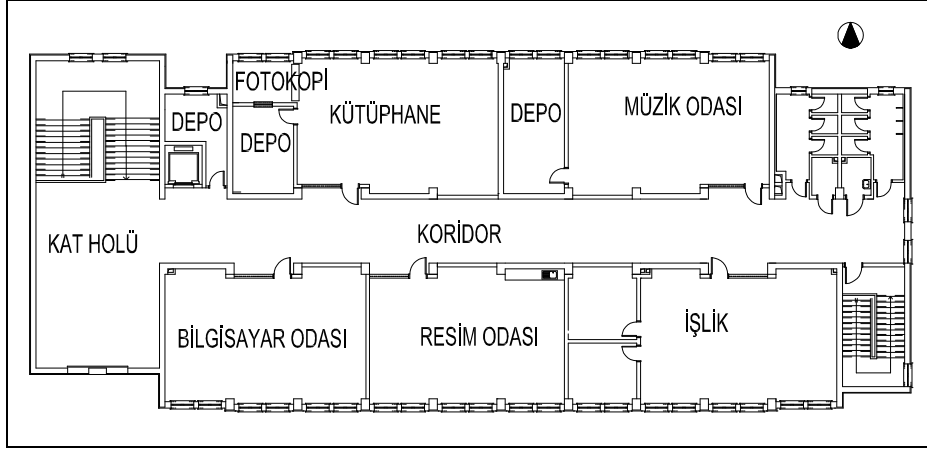 FOTOKOPİ
KÜTÜPHANE
DEPO
MÜZİK ODASI
DEPO
DEPO
KAT HOLÜ
KORİDOR
BİLGİSAYAR ODASI
RESİM ODASI
İŞLİK